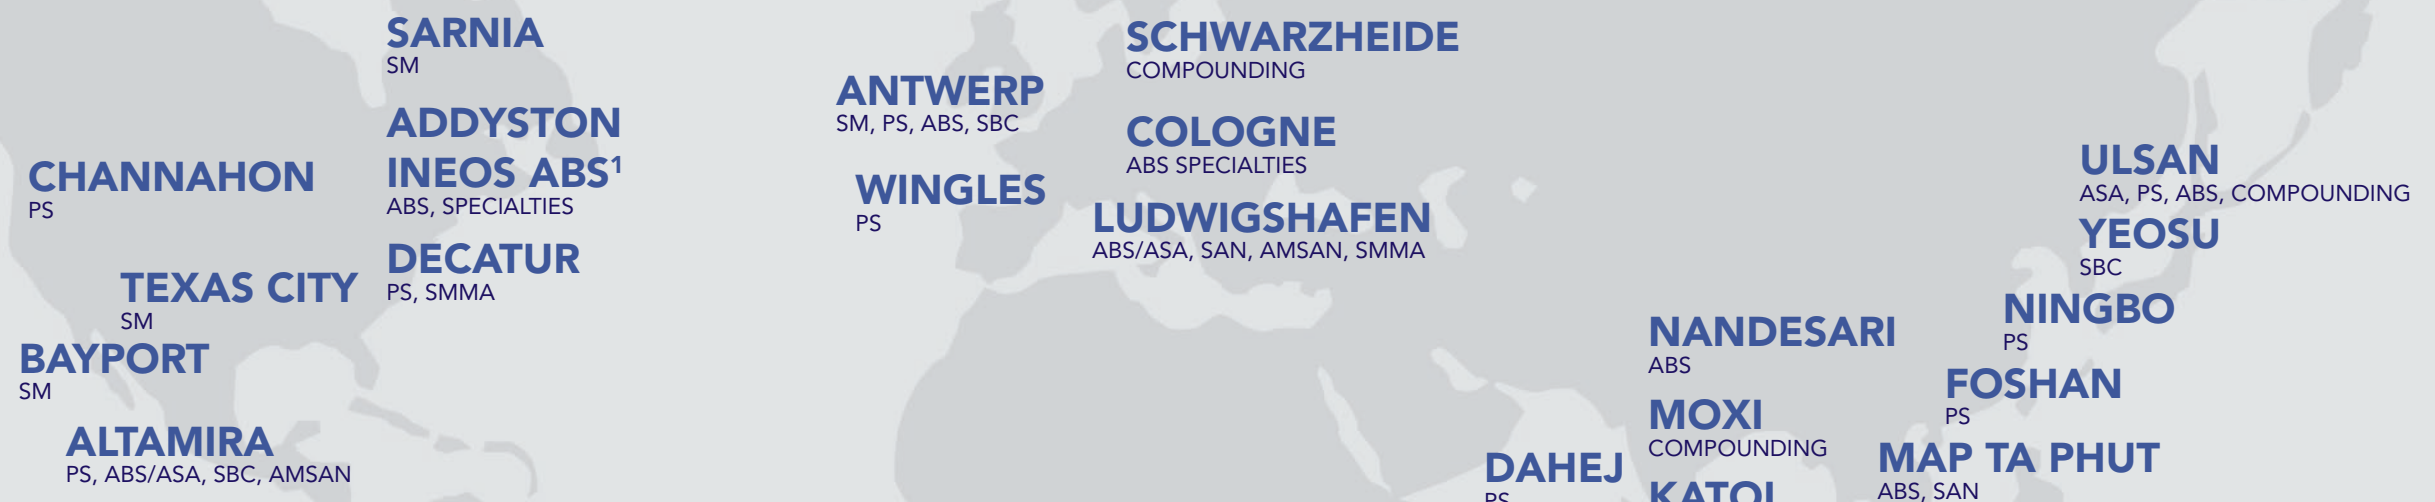 SARNIA
SM
ADDYSTON
INEOS ABS¹
ABS, SPECIALTIES
CHANNAHON
PS
DECATUR
PS, SMMA
TEXAS CITY
SM
BAYPORT
SM
ALTAMIRA
PS, ABS/ASA, SBC, AMSAN
ANTWERP
SM, PS, ABS, SBC
WINGLES
PS
SCHWARZHEIDE
COMPOUNDING
COLOGNE
ABS SPECIALTIES
LUDWIGSHAFEN
ABS/ASA, SAN, AMSAN, SMMA
NANDESARI
ABS
MOXI
COMPOUNDING
DAHEJ
PS
KATOL
ULSAN
ASA, PS, ABS, COMPOUNDING
YEOSU
SBC
NINGBO
PS
FOSHAN
PS
MAP TA PHUT
ABS, SAN